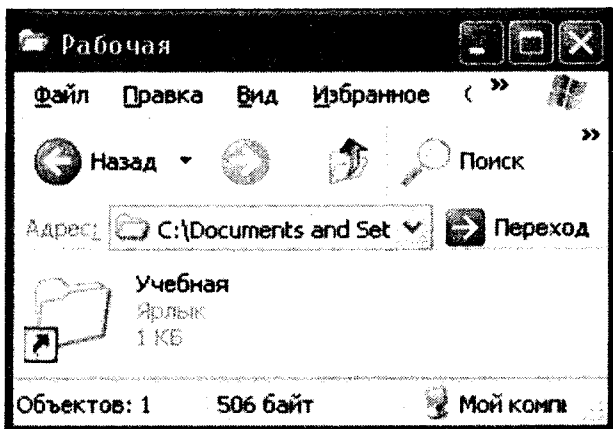 Рабочая
Файл Правка Вид Избранное »
Назад Поиск »
Адрес: C:\Documents and Set Переход
Учебная
Ярлык
1 КБ
Объектов: 1 506 байт Мой компь